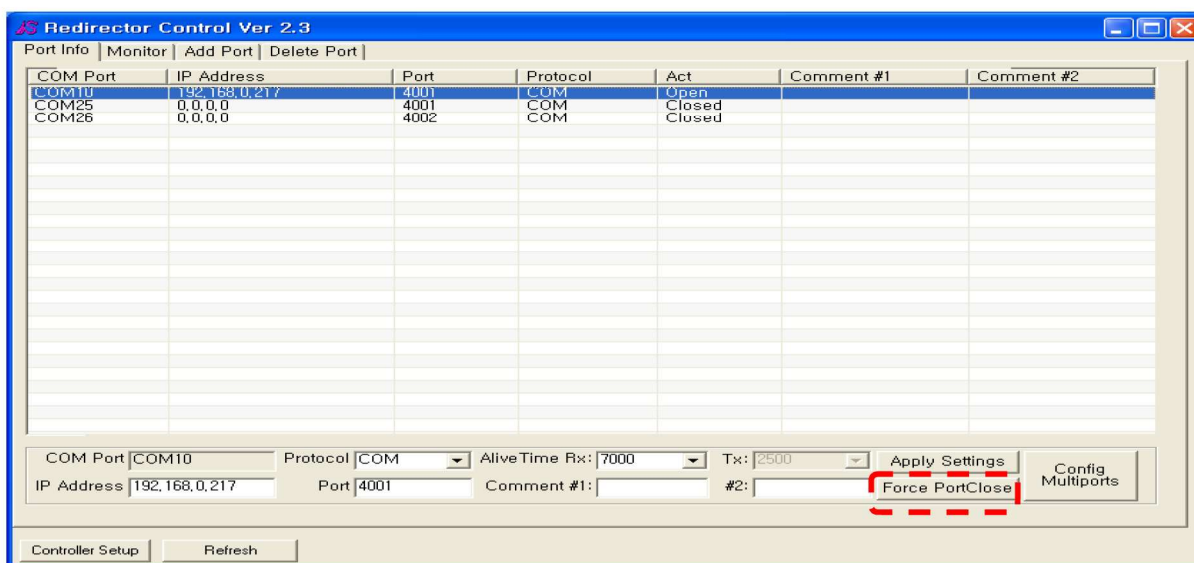 Redirector Control Ver 2.3
Port Info Monitor Add Port Delete Port
COM Port IP Address Port Protocol Act Comment #1 Comment #2
COM10 192,168,0,217 4001 COM Open
COM25 0,0,0,0 4001 COM Closed
COM26 0,0,0,0 4002 COM Closed
COM Port COM10 Protocol COM AliveTime Rx: 7000 Tx: 2500 Apply Settings Config Multiports
IP Address 192,168,0,217 Port 4001 Comment #1: #2: Force PortClose
Controller Setup Refresh